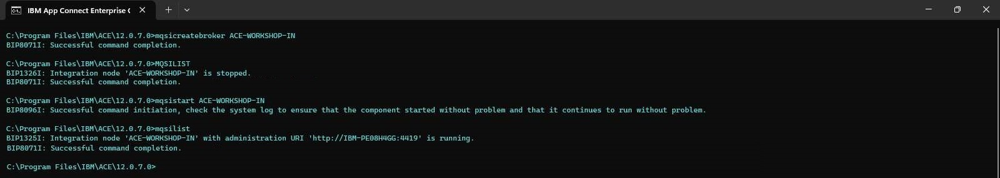 IBM App Connect Enterprise C
C:\Program Files\IBM\ACE\12.0.7.0>mqsicreatebroker ACE-WORKSHOP-IN
BIP8071I: Successful command completion.
C:\Program Files\IBM\ACE\12.0.7.0>MQSILIST
BIP1326I: Integration node 'ACE-WORKSHOP-IN' is stopped.
BIP8071I: Successful command completion.
C:\Program Files\IBM\ACE\12.0.7.0>mqsistart ACE-WORKSHOP-IN
BIP8096I: Successful command initiation, check the system log to ensure that the component started without problem and that it continues to run without problem.
C:\Program Files\IBM\ACE\12.0.7.0>mqsilist
BIP1325I: Integration node 'ACE-WORKSHOP-IN' with administration URI 'http://IBM-PE08H4GG:4419' is running.
BIP8071I: Successful command completion.
C:\Program Files\IBM\ACE\12.0.7.0>